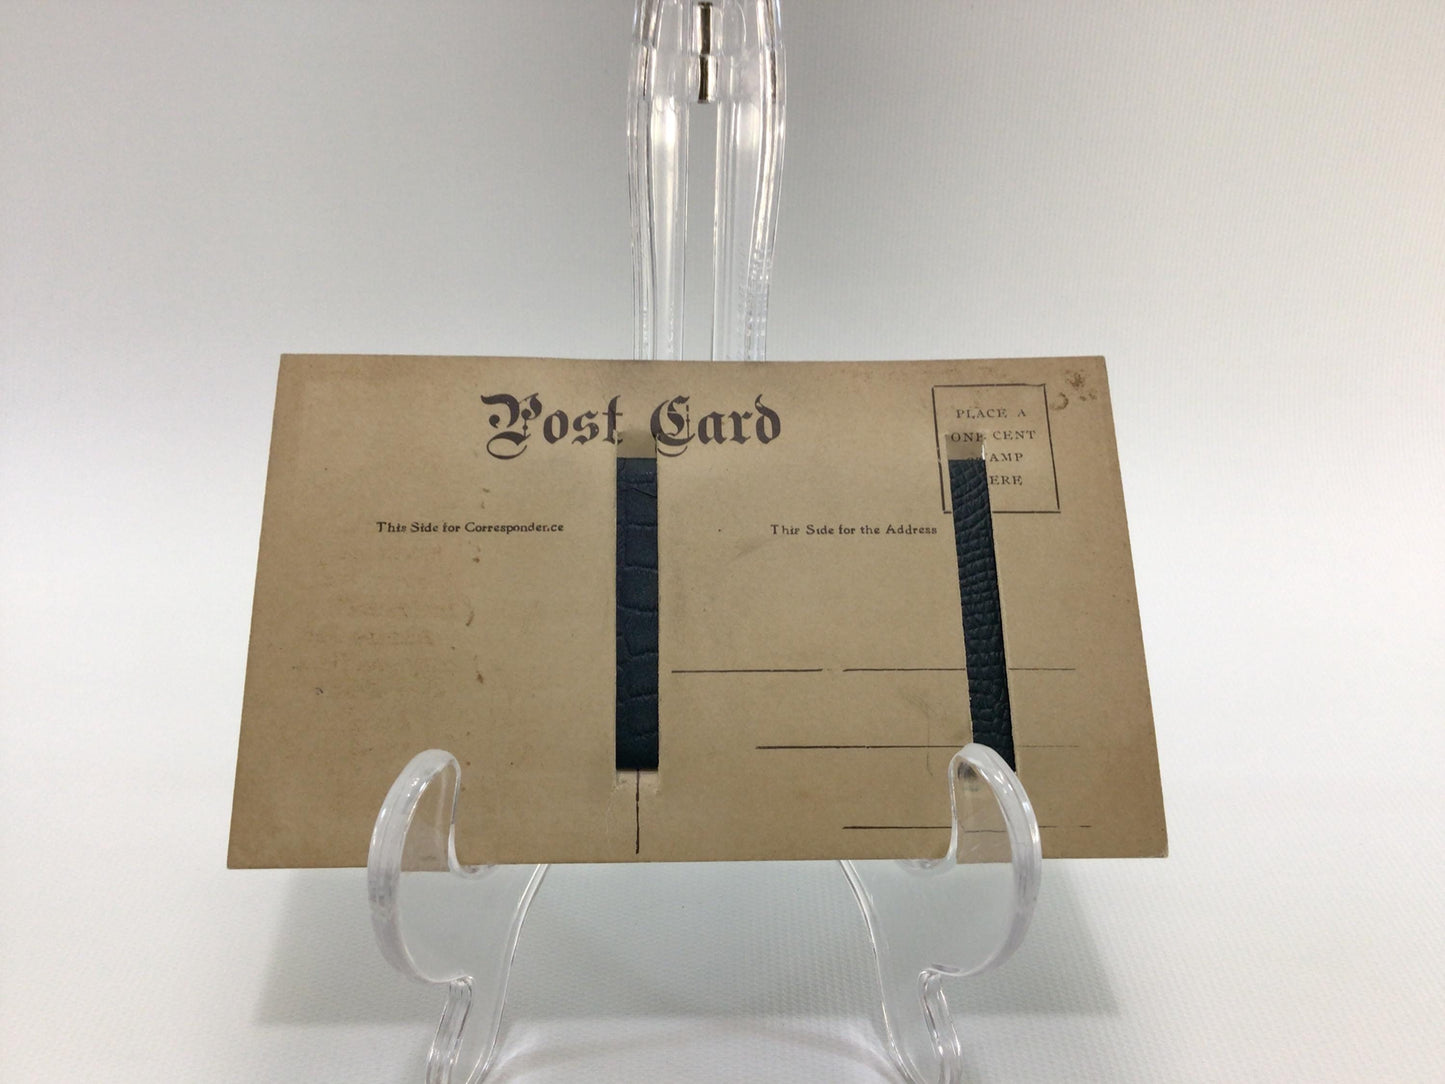 Post Card
PLACE A
ONE CENT
AMP
ERE
This Side for Correspondence
This Side for the Address